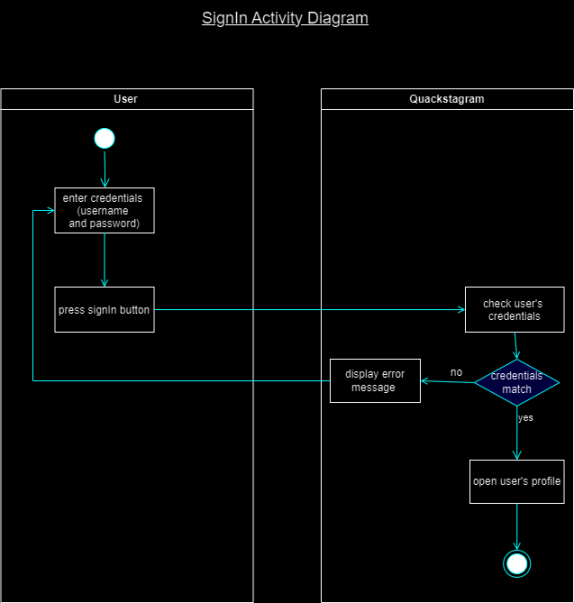 SignIn Activity Diagram
User
Quackstagram
enter credentials
(username
and password)
press signIn button
check user's
credentials
display error
message
no
credentials
match
yes
open user's profile